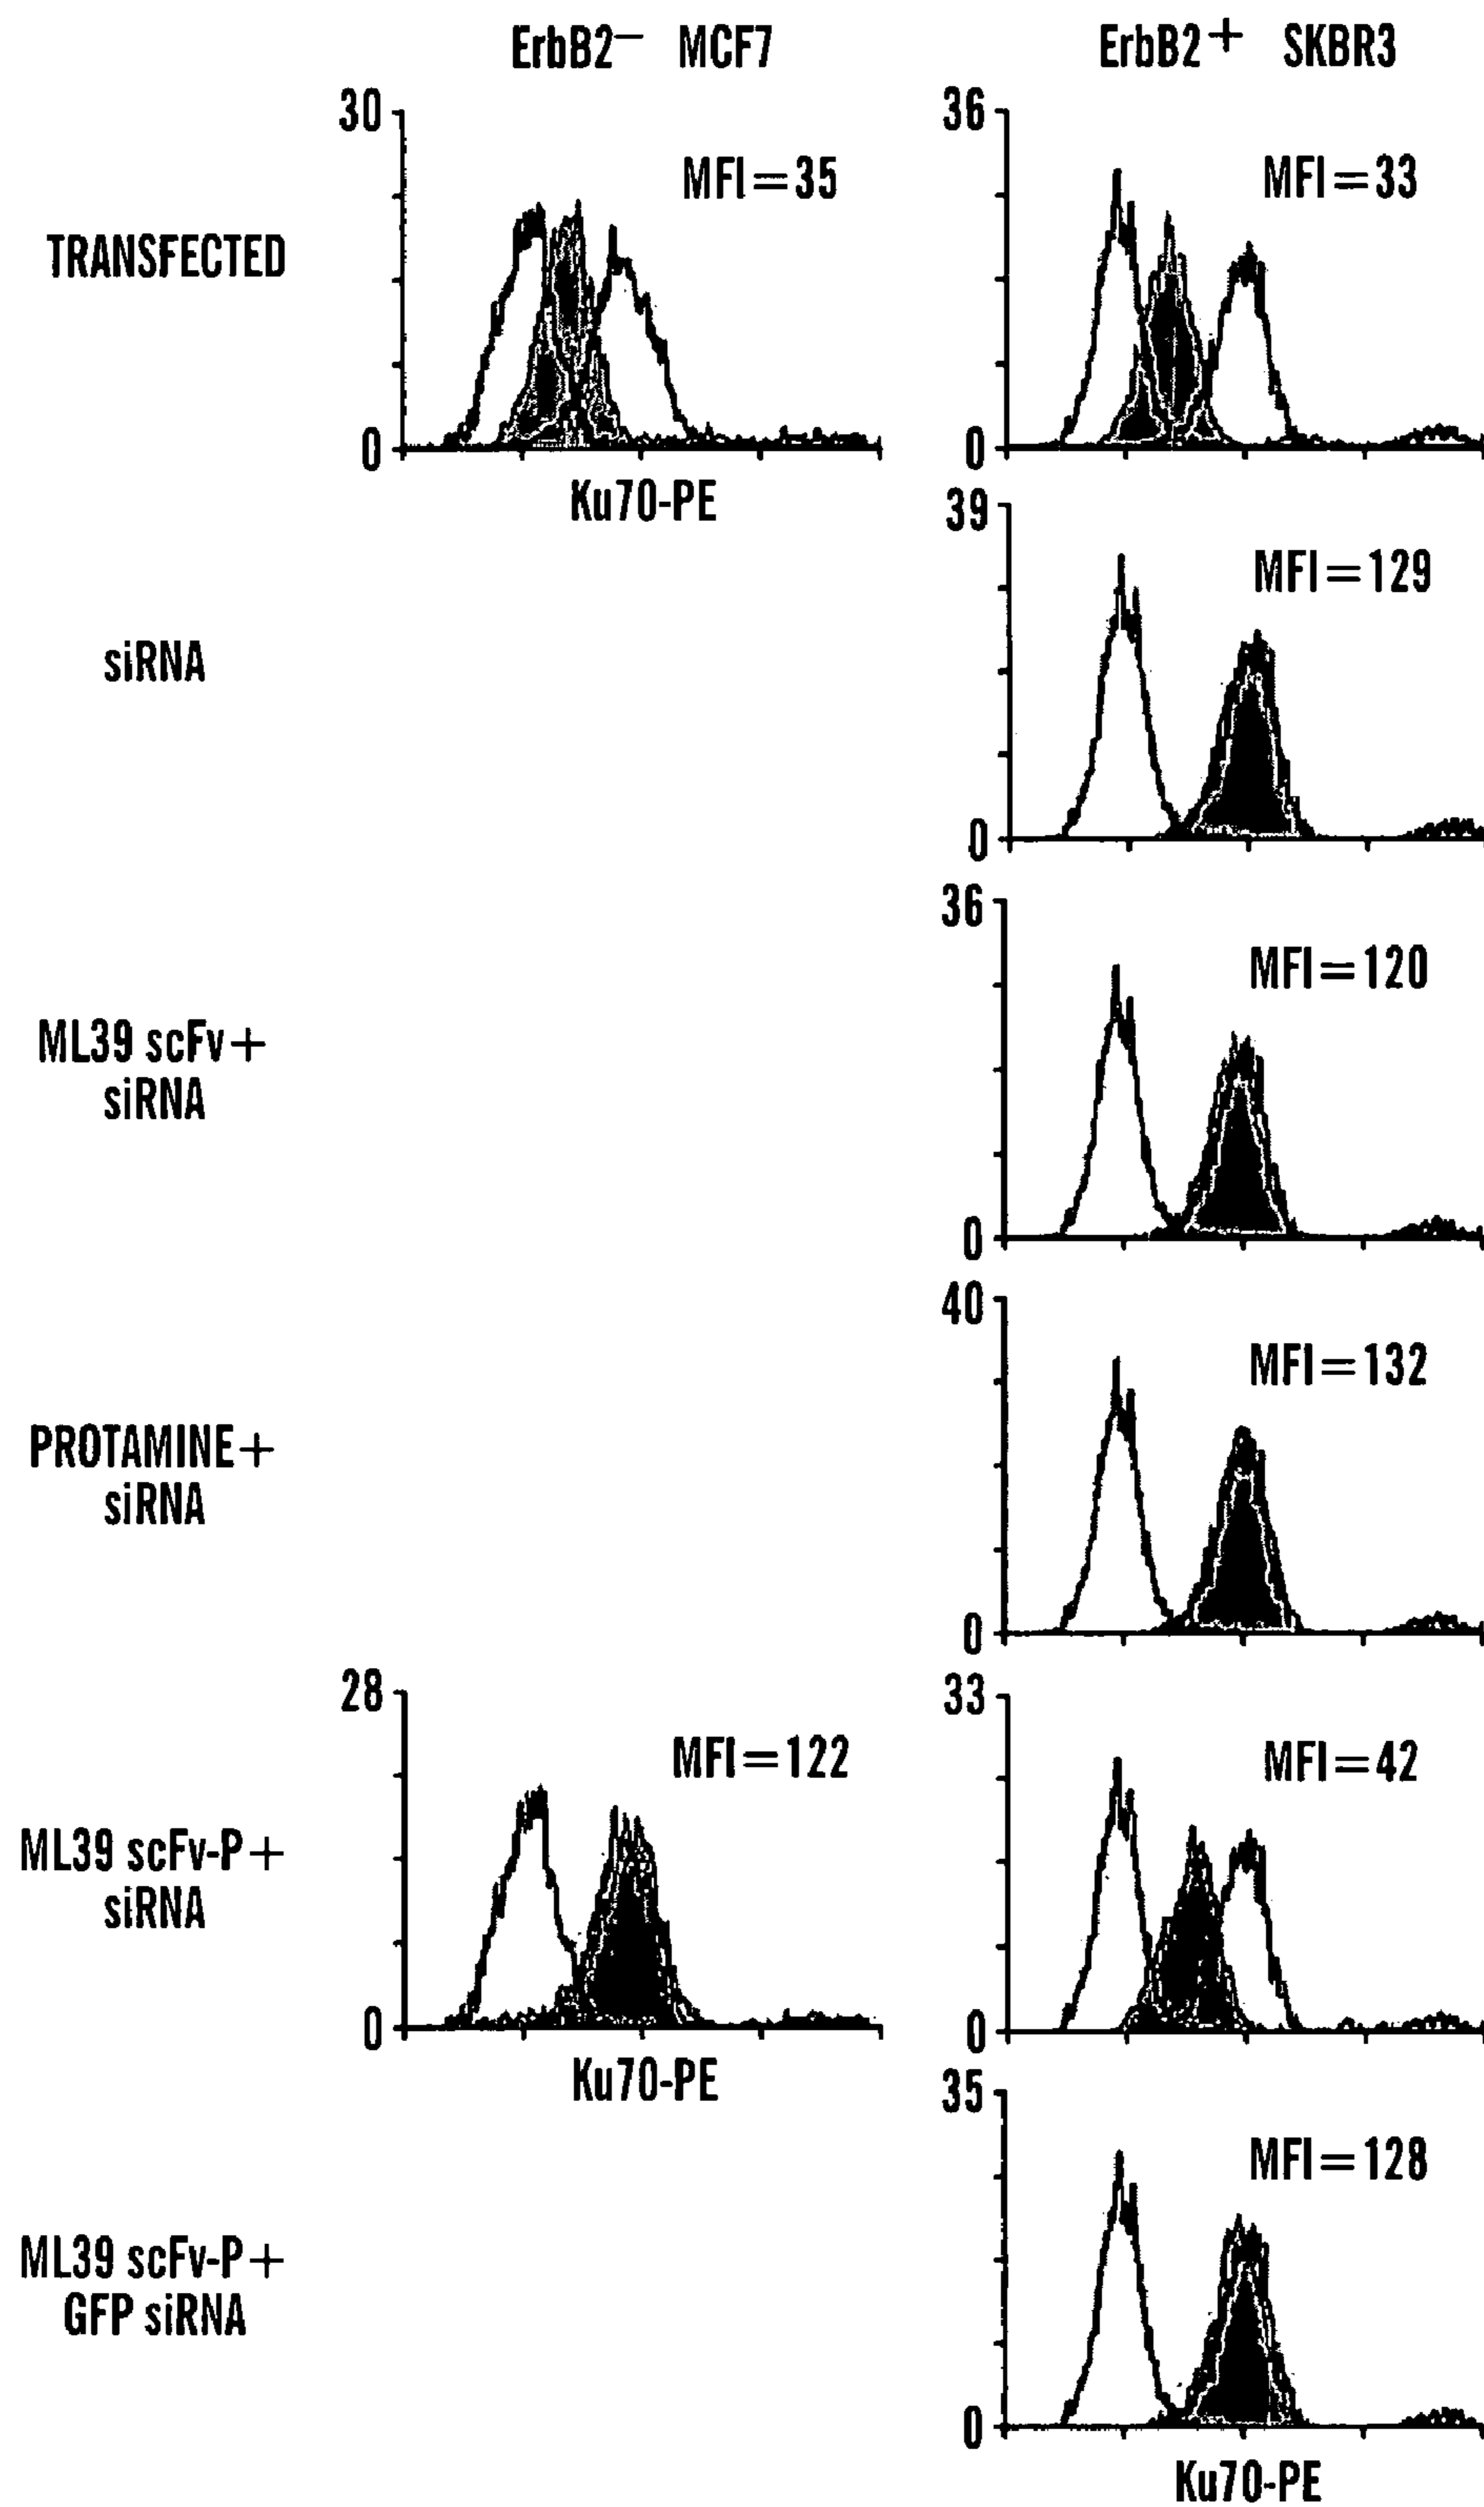 ErbB2− MCF7 ErbB2+ SKBR3
30
36
MFI=35
MFI=33
TRANSFECTED
0
0
Ku70-PE
39
MFI=129
siRNA
0
36
MFI=120
ML39 scFv+
siRNA
0
40
MFI=132
PROTAMINE+
siRNA
0
28
33
MFI=122
MFI=42
ML39 scFv-P+
siRNA
0
0
Ku70-PE
35
MFI=128
ML39 scFv-P+
GFP siRNA
0
Ku70-PE